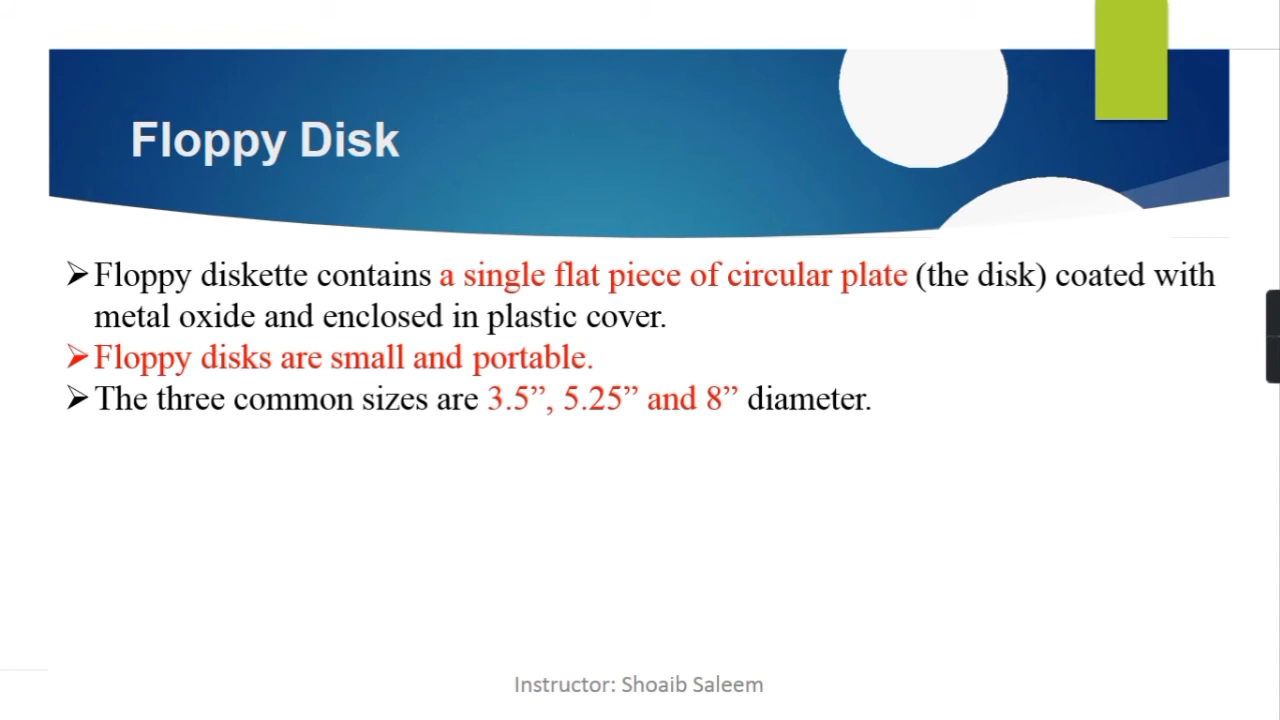 Floppy Disk
➢Floppy diskette contains a single flat piece of circular plate (the disk) coated with
metal oxide and enclosed in plastic cover.
➢Floppy disks are small and portable.
➢The three common sizes are 3.5”, 5.25” and 8” diameter.
Instructor: Shoaib Saleem